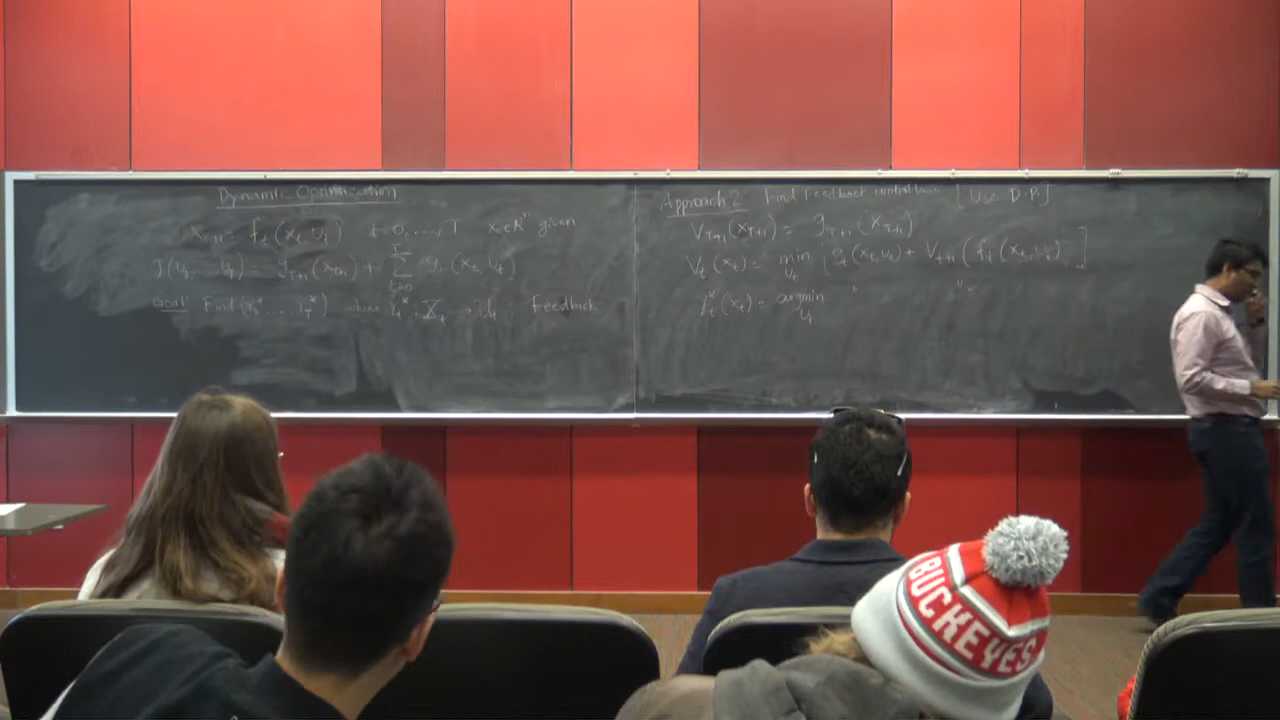 Dynamic Optimization
x_{t+1} = f_t(x_t, u_t) t=0,...,T x_0∈R^n given
J(u_0...u_T) = g_{T+1}(x_{T+1}) + Σ_{t=0}^{T} g_t(x_t, u_t)
Goal: Find (γ_0^*....γ_T^*) where γ_t^*: X_t → U_t Feedback
Approach 2 Find Feedback control law [Use D.P.]
V_{T+1}(x_{T+1}) = g_{T+1}(x_{T+1})
V_t(x_t) = min_{u_t} [g_t(x_t, u_t) + V_{t+1}(f_t(x_t, u_t))]
γ_t^*(x_t) = argmin_{u_t} " "
BUCKEYES